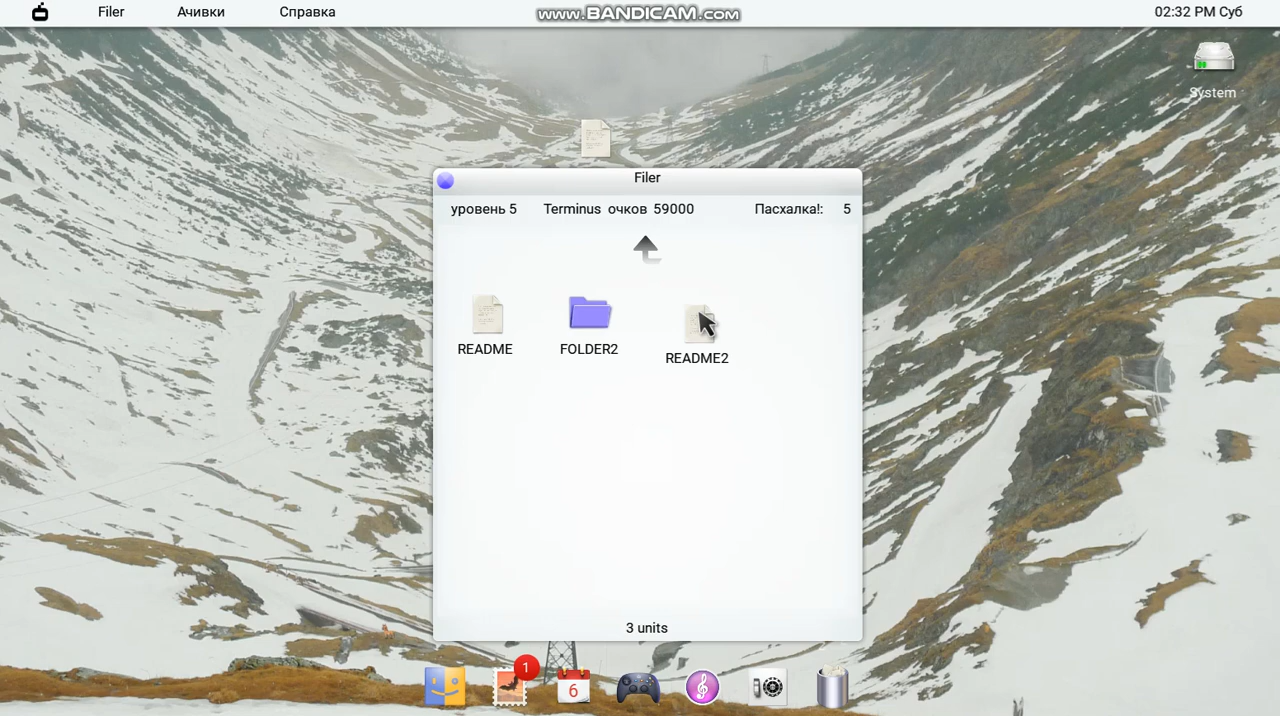 Filer Ачивки Справка www.BANDICAM.com 02:32 PM Суб
System
Filer
уровень 5 Terminus очков 59000 Пасхалка!: 5
README FOLDER2 README2
3 units
1
6